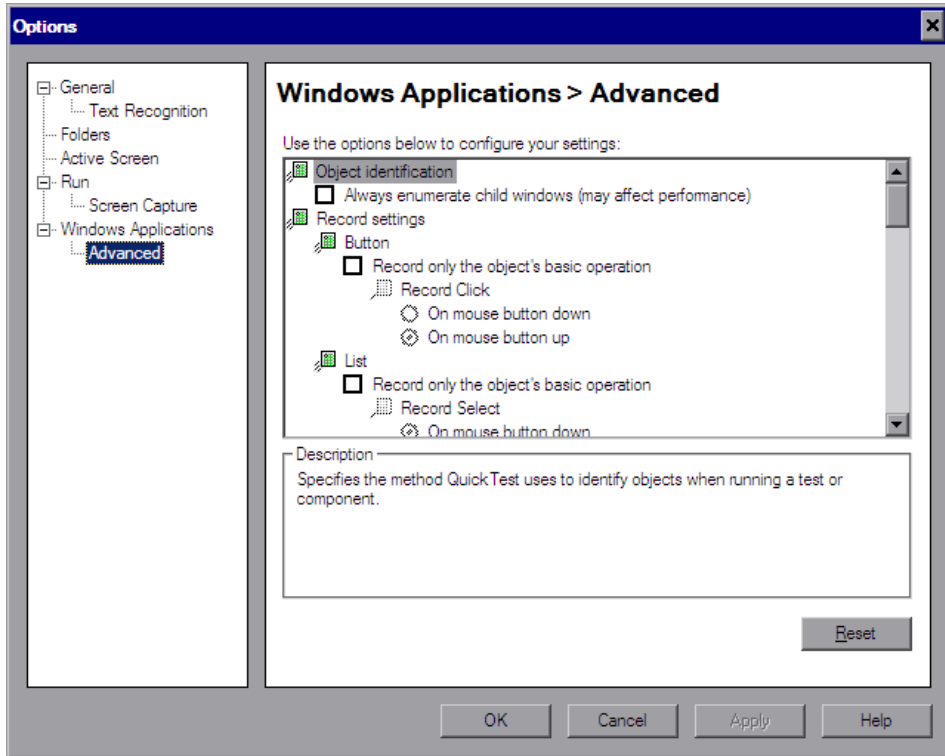 Options
General
Text Recognition
Folders
Active Screen
Run
Screen Capture
Windows Applications
Advanced
Windows Applications > Advanced
Use the options below to configure your settings:
Object identification
Always enumerate child windows (may affect performance)
Record settings
Button
Record only the object's basic operation
Record Click
On mouse button down
On mouse button up
List
Record only the object's basic operation
Record Select
On mouse button down
Description
Specifies the method QuickTest uses to identify objects when running a test or
component.
Reset
OK
Cancel
Apply
Help